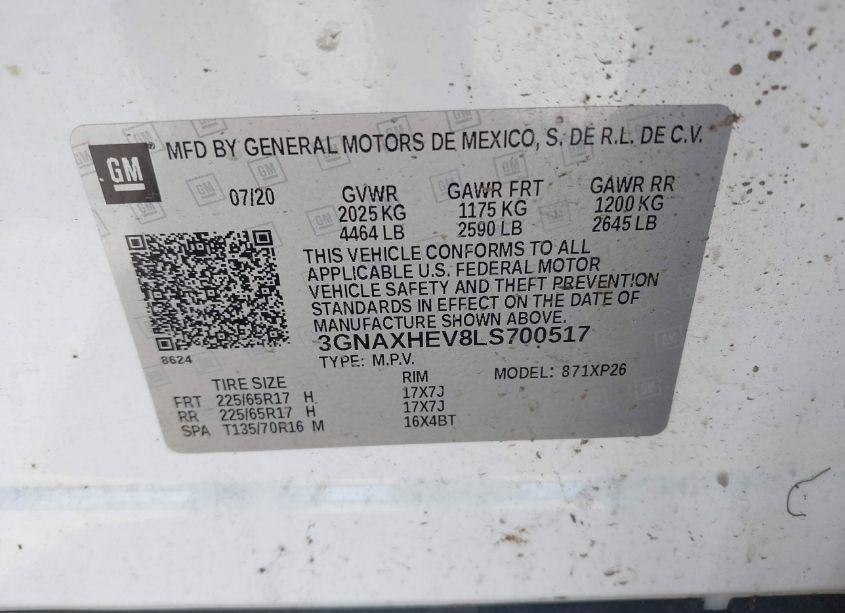 GM
MFD BY GENERAL MOTORS DE MEXICO, S. DE R.L. DE C.V.
07/20
GVWR GAWR FRT GAWR RR
2025 KG 1175 KG 1200 KG
4464 LB 2590 LB 2645 LB
THIS VEHICLE CONFORMS TO ALL
APPLICABLE U.S. FEDERAL MOTOR
VEHICLE SAFETY AND THEFT PREVENTION
STANDARDS IN EFFECT ON THE DATE OF
MANUFACTURE SHOWN ABOVE.
3GNAXHEV8LS700517
8624
TYPE: M.P.V.
MODEL: 871XP26
TIRE SIZE RIM
FRT 225/65R17 H 17X7J
RR 225/65R17 H 17X7J
SPA T135/70R16 M 16X4BT